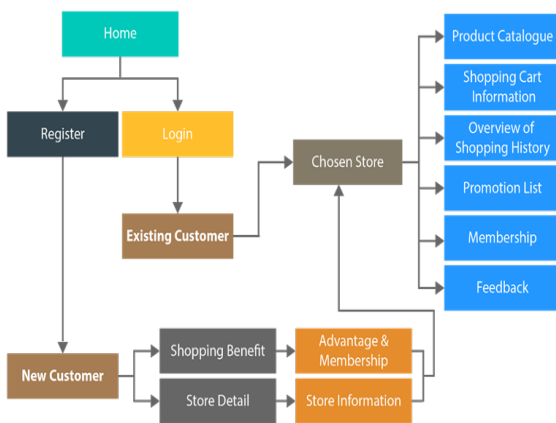 Home
Product Catalogue
Shopping Cart
Information
Register
Login
Overview of
Shopping History
Chosen Store
Promotion List
Existing Customer
Membership
Feedback
Shopping Benefit
Advantage &
Membership
New Customer
Store Detail
Store Information